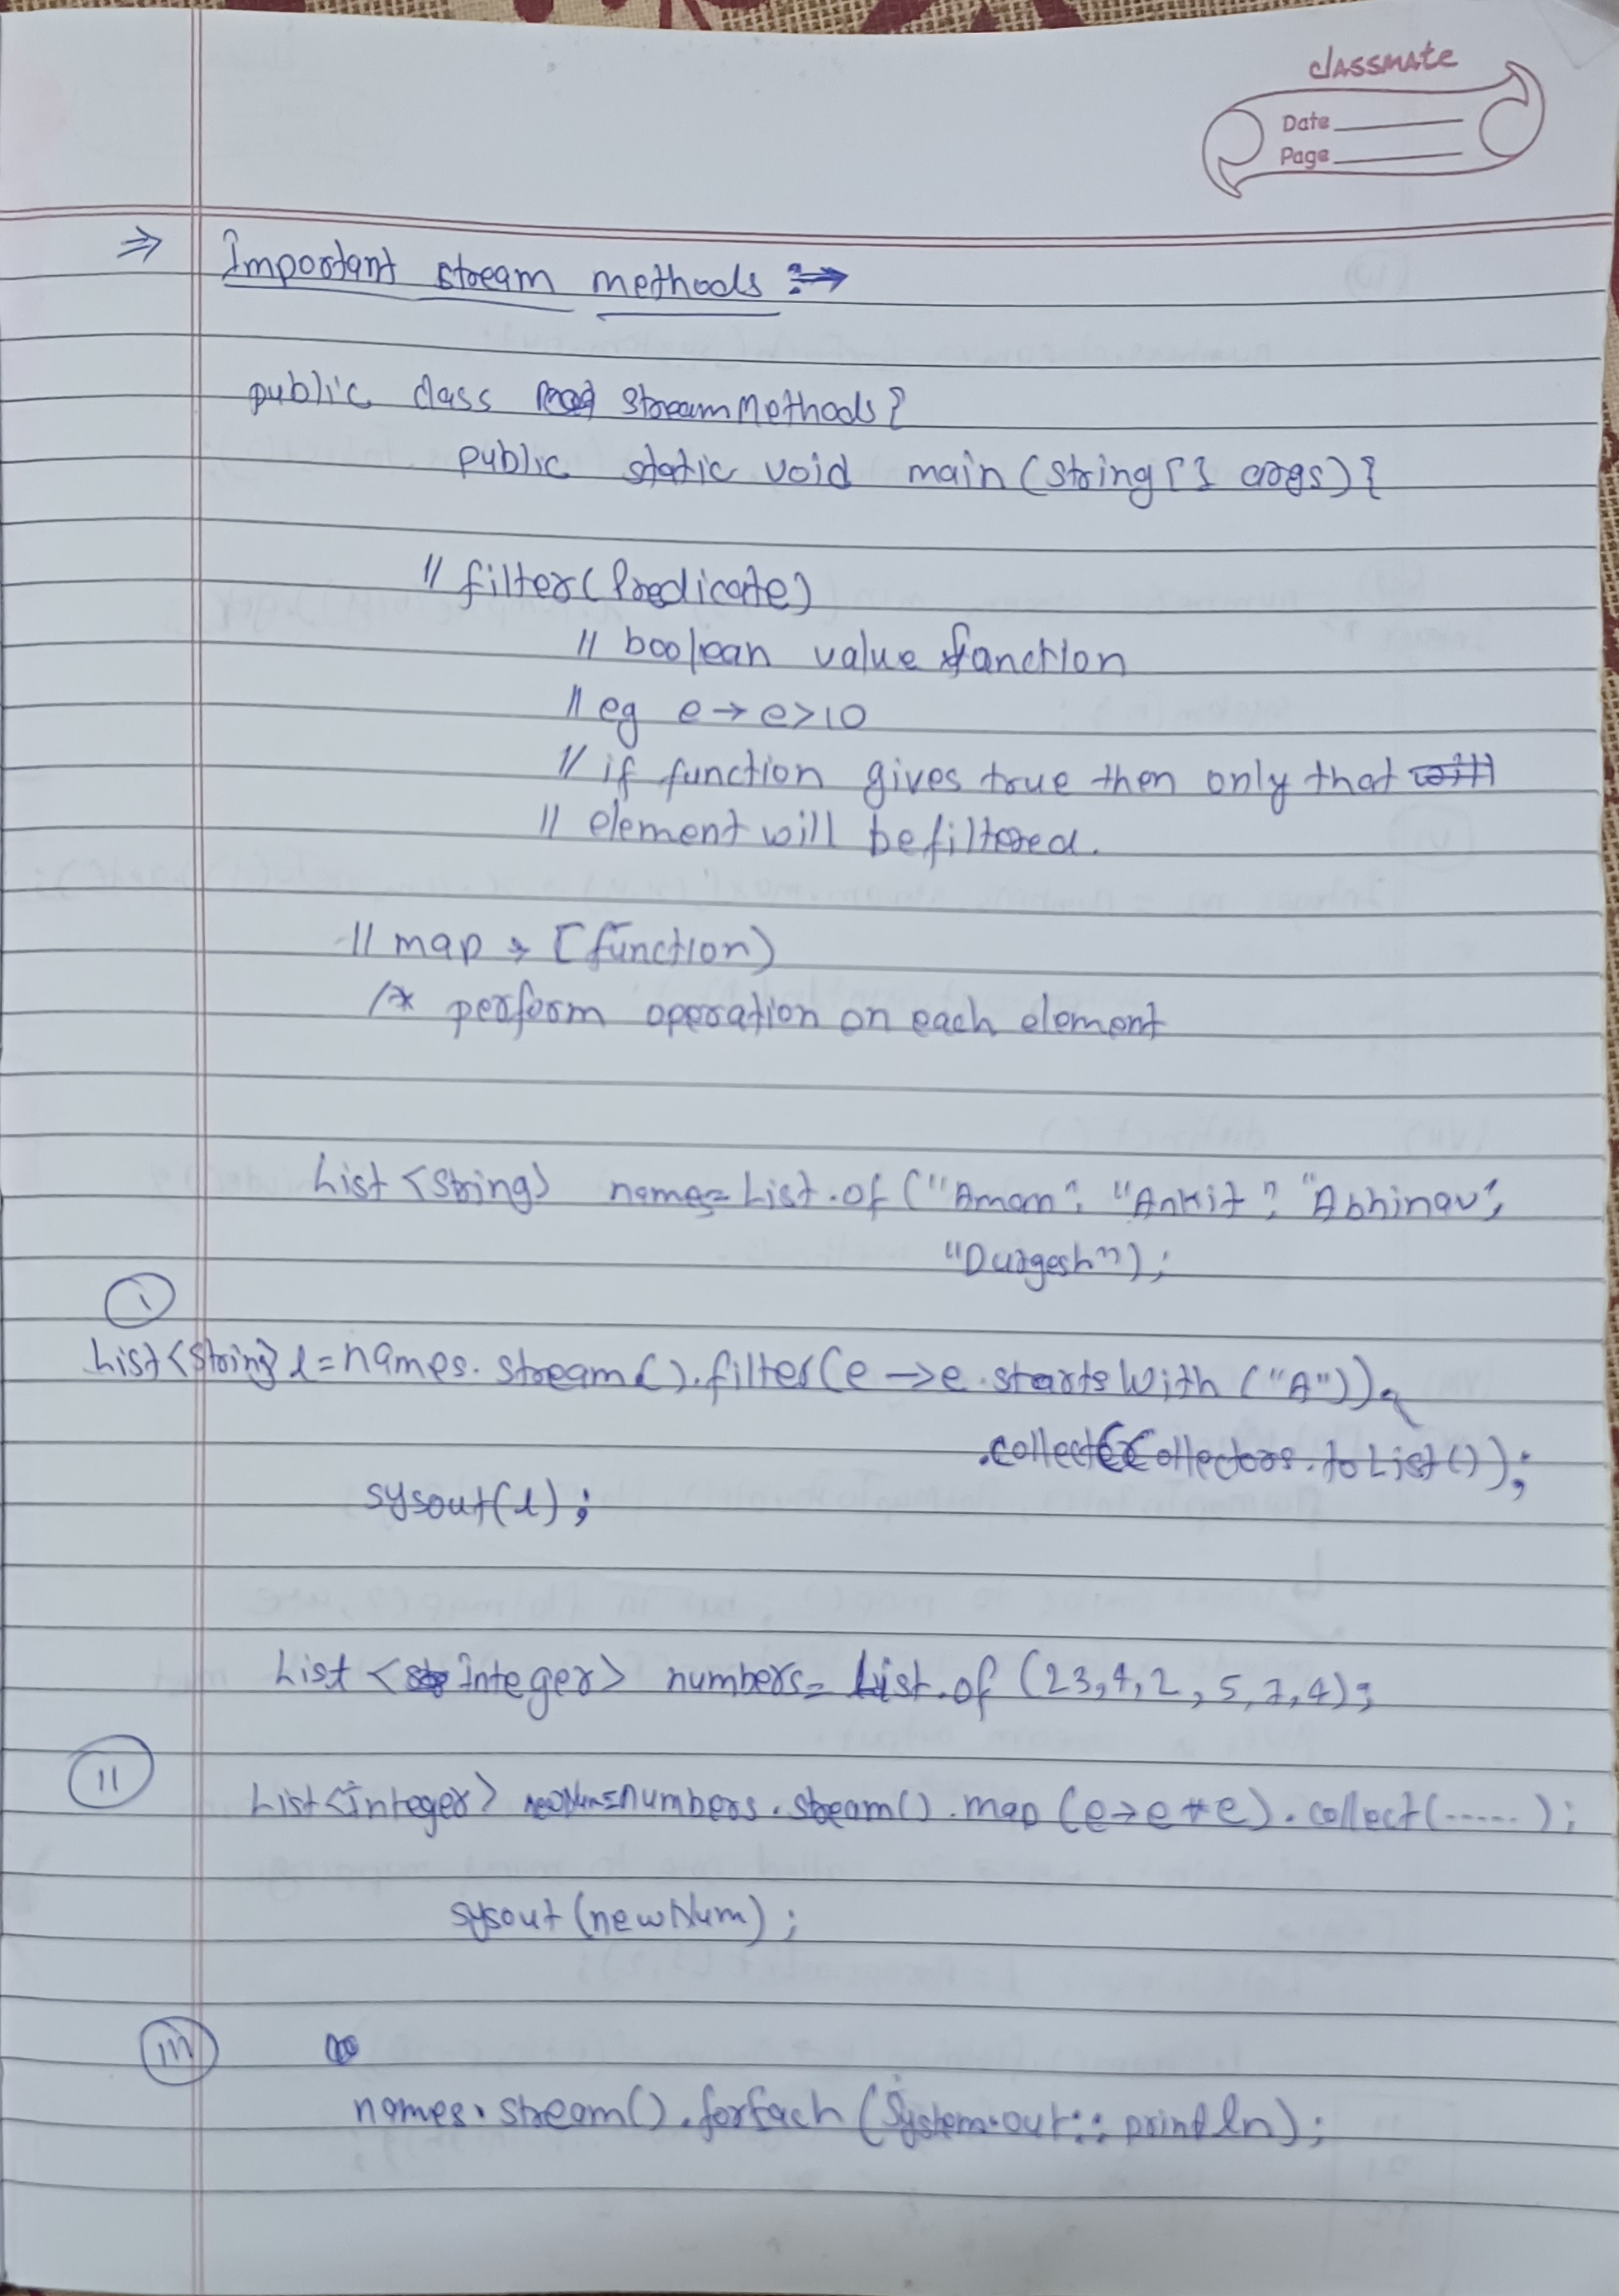 classmate
Date
Page
⇒ Important stream methods :→
public class StreamMethods{
public static void main (String [] args) {
// filter (Predicate)
// boolean value function
// eg e → e>10
// if function gives true then only that will
// element will be filtered.
// map → [function)
/* perform operation on each element
List <String> names= List.of ("Aman", "Ankit", "Abhinav",
"Durgesh");
(i)
List<String> l = names.stream().filter(e → e.startsWith ("A"))
.collect(Collectors.toList());
sysout(l);
List <Integer> numbers= List.of (23,4,2,5,7,4);
(ii)
List<Integer> newNum=numbers.stream().map (e→e*e).collect(......);
sysout (newNum);
(iii)
names.stream().forEach (System.out::println);